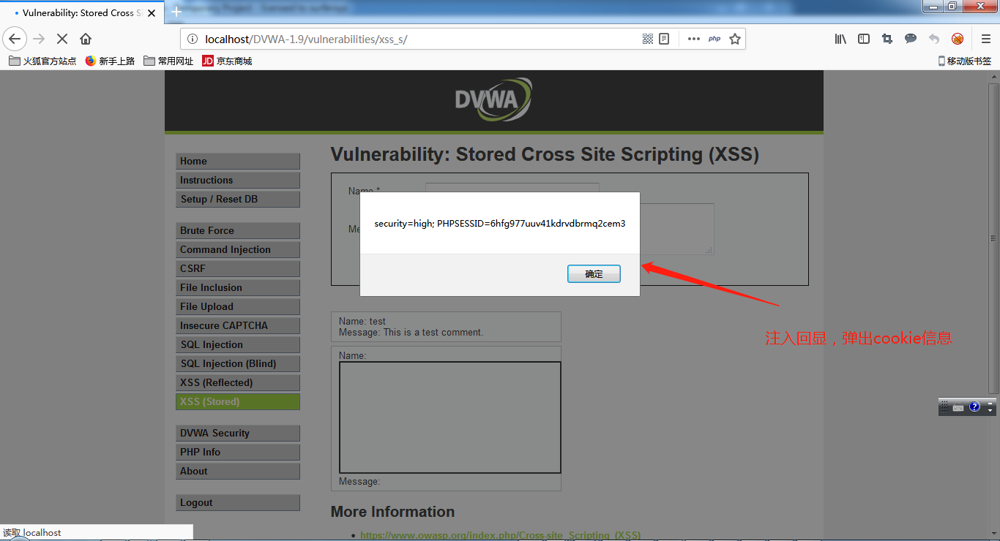 Vulnerability: Stored Cross Si
localhost/DVWA-1.9/vulnerabilities/xss_s/
php
火狐官方站点
新手上路
常用网址
JD 京东商城
移动版书签
DVWA
Home
Instructions
Setup / Reset DB
Brute Force
Command Injection
CSRF
File Inclusion
File Upload
Insecure CAPTCHA
SQL Injection
SQL Injection (Blind)
XSS (Reflected)
XSS (Stored)
DVWA Security
PHP Info
About
Logout
Vulnerability: Stored Cross Site Scripting (XSS)
Name *
Me
security=high; PHPSESSID=6hfg977uuv41kdrvdbrmq2cem3
确定
注入回显，弹出cookie信息
Name: test
Message: This is a test comment.
Name:
Message:
More Information
https://www.owasp.org/index.php/Cross-site_Scripting_(XSS)
读取 localhost